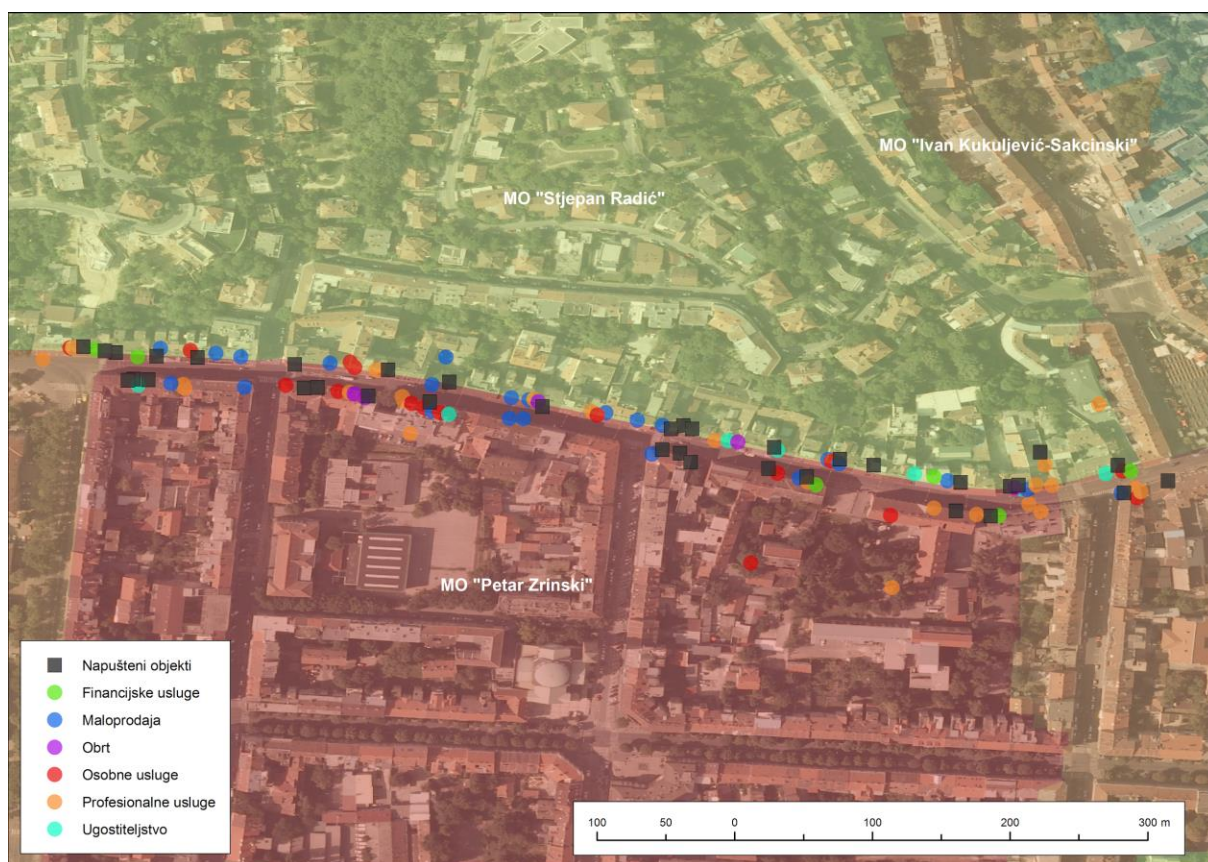 MO "Ivan Kukuljević-Sakcinski"
MO "Stjepan Radić"
MO "Petar Zrinski"
Napušteni objekti
Financijske usluge
Maloprodaja
Obrt
Osobne usluge
Profesionalne usluge
Ugostiteljstvo
100 50 0 100 200 300 m